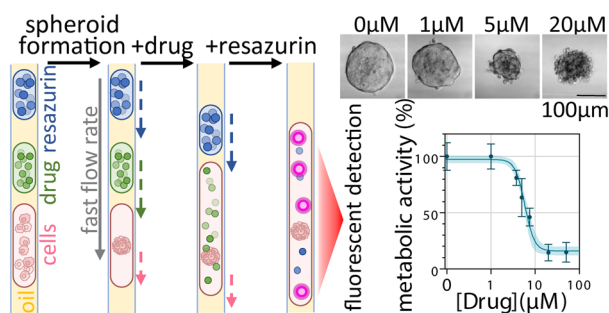 spheroid
formation +drug +resazurin
resazurin
drug
cells
oil
fast flow rate
0µM 1µM 5µM 20µM
100µm
fluorescent detection
metabolic activity (%)
100
50
0
0 1 10 100
[Drug](µM)